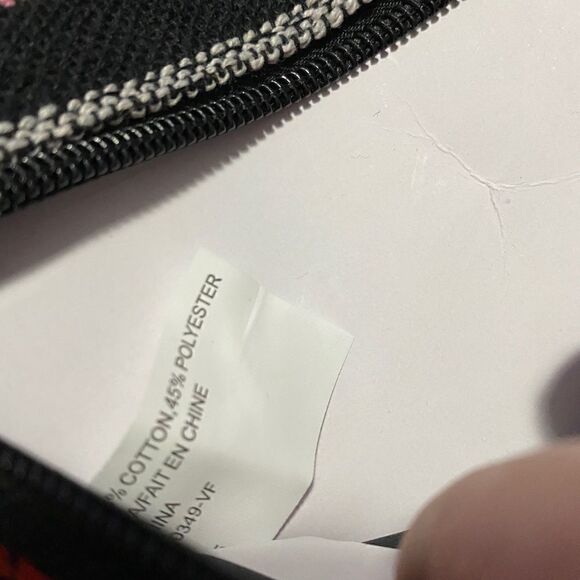 % COTTON,45% POLYESTER
/FAIT EN CHINE
INA
0349-VF